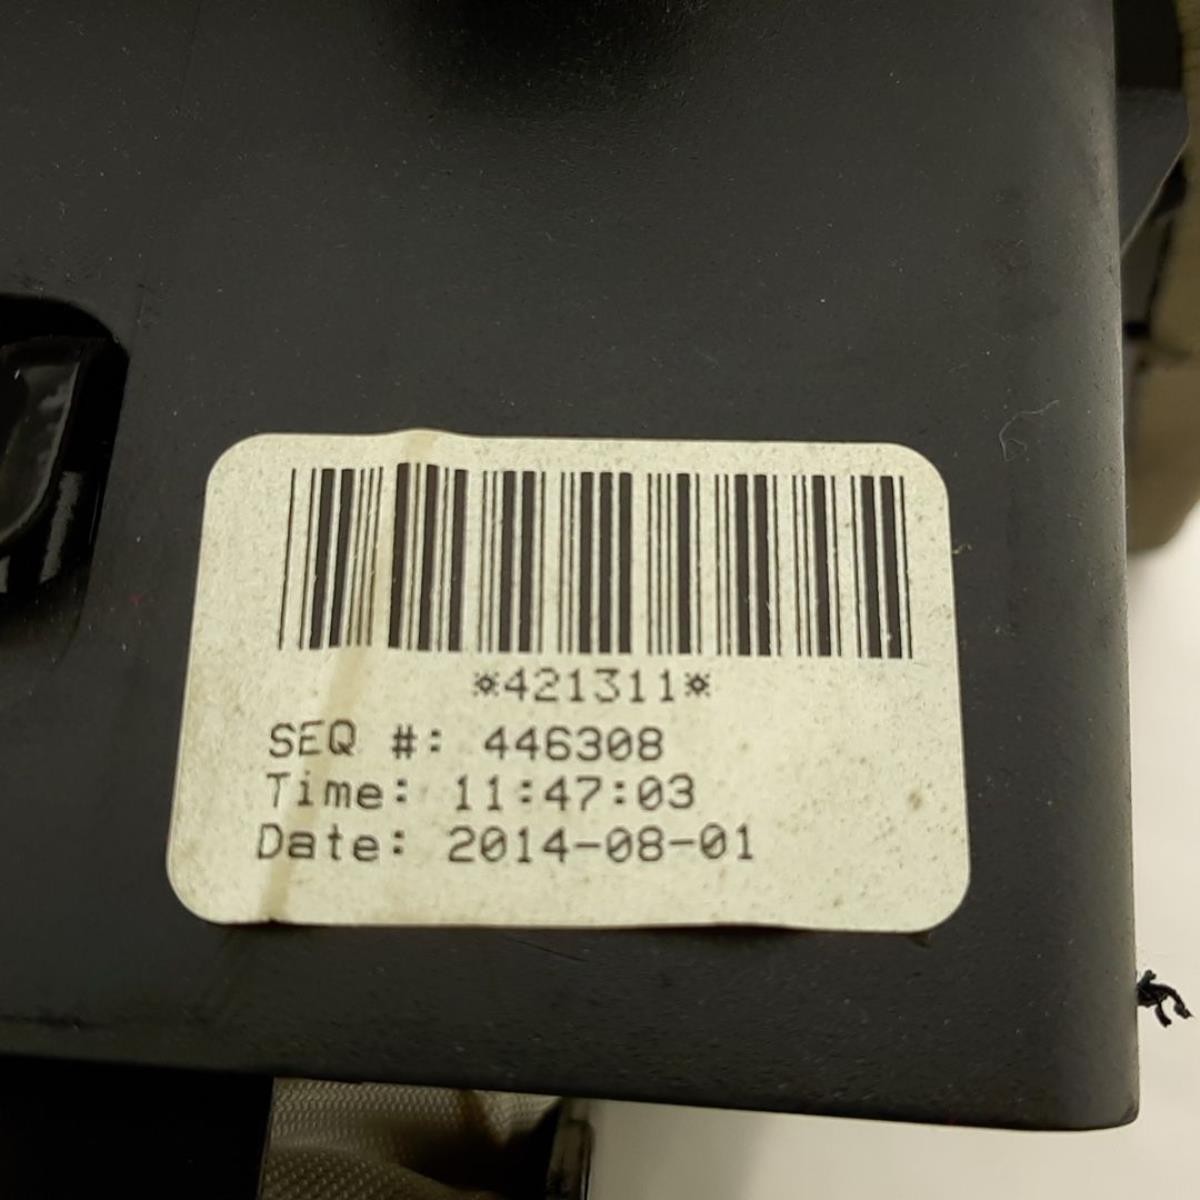 *421311*
SEQ #: 446308
Time: 11:47:03
Date: 2014-08-01